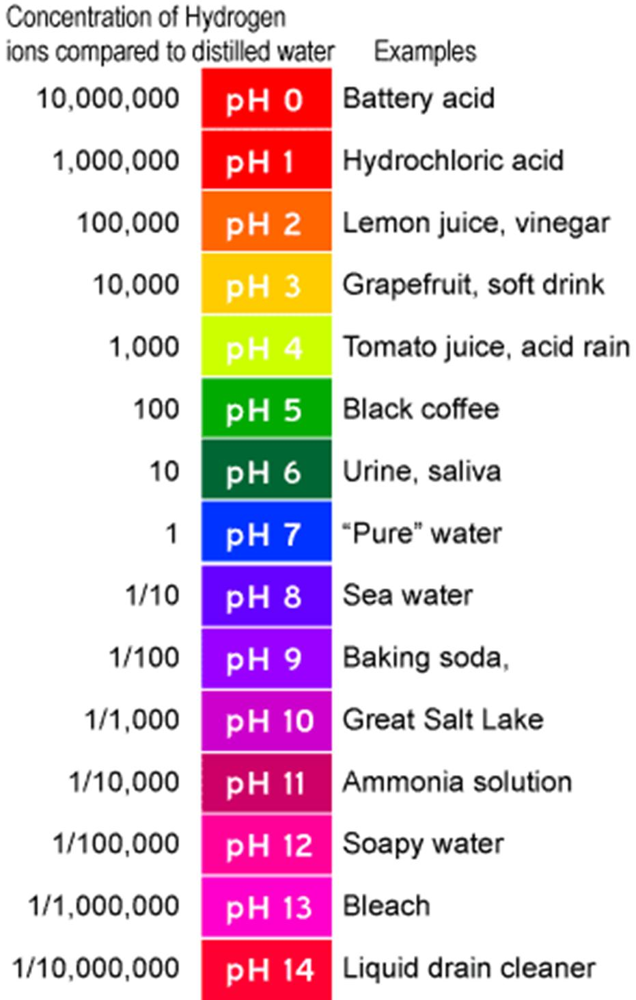 Concentration of Hydrogen
ions compared to distilled water Examples
10,000,000 pH 0 Battery acid
1,000,000 pH 1 Hydrochloric acid
100,000 pH 2 Lemon juice, vinegar
10,000 pH 3 Grapefruit, soft drink
1,000 pH 4 Tomato juice, acid rain
100 pH 5 Black coffee
10 pH 6 Urine, saliva
1 pH 7 “Pure” water
1/10 pH 8 Sea water
1/100 pH 9 Baking soda,
1/1,000 pH 10 Great Salt Lake
1/10,000 pH 11 Ammonia solution
1/100,000 pH 12 Soapy water
1/1,000,000 pH 13 Bleach
1/10,000,000 pH 14 Liquid drain cleaner